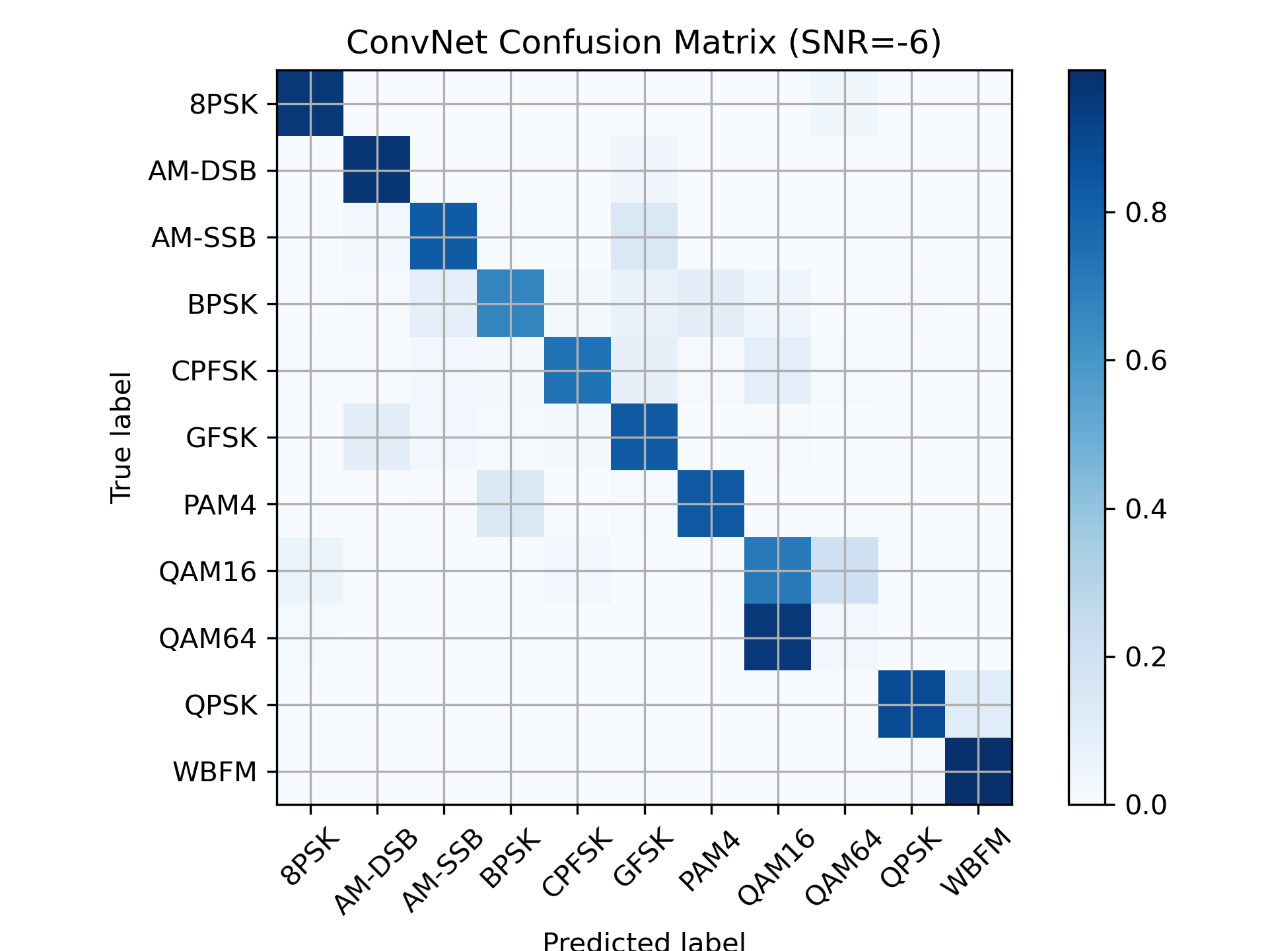 ConvNet Confusion Matrix (SNR=-6)
8PSK
AM-DSB
AM-SSB
BPSK
CPFSK
GFSK
PAM4
QAM16
QAM64
QPSK
WBFM
True label
8PSK
AM-DSB
AM-SSB
BPSK
CPFSK
GFSK
PAM4
QAM16
QAM64
QPSK
WBFM
Predicted label
0.8
0.6
0.4
0.2
0.0